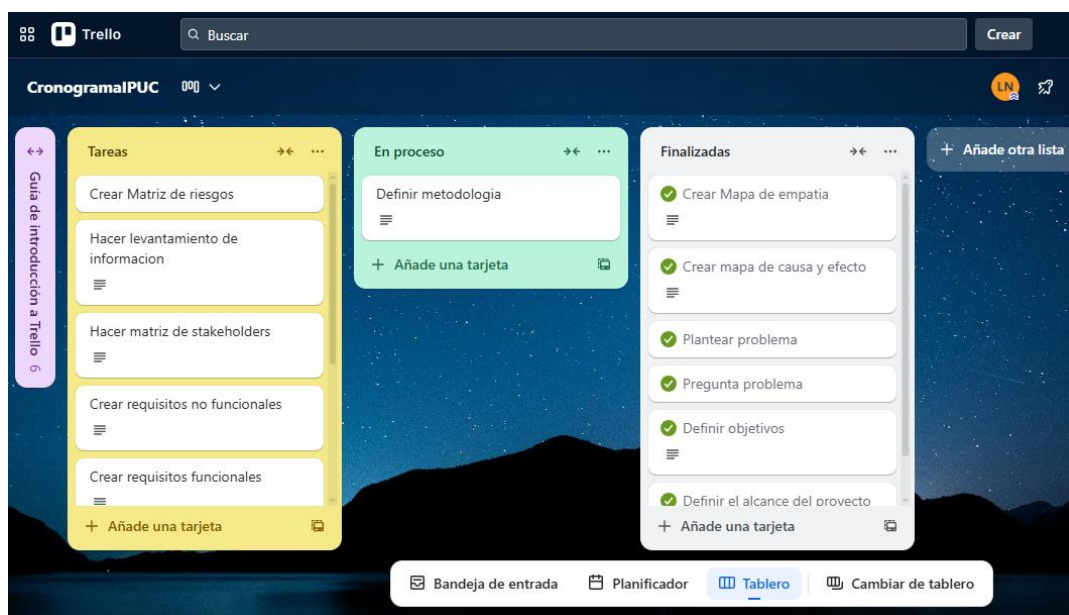 Trello
Buscar
Crear
CronogramaIPUC
LN
Guía de introducción a Trello 6
Tareas
Crear Matriz de riesgos
Hacer levantamiento de
informacion
Hacer matriz de stakeholders
Crear requisitos no funcionales
Crear requisitos funcionales
+ Añade una tarjeta
En proceso
Definir metodologia
+ Añade una tarjeta
Finalizadas
Crear Mapa de empatia
Crear mapa de causa y efecto
Plantear problema
Pregunta problema
Definir objetivos
Definir el alcance del proyecto
+ Añade una tarjeta
+ Añade otra lista
Bandeja de entrada
Planificador
Tablero
Cambiar de tablero